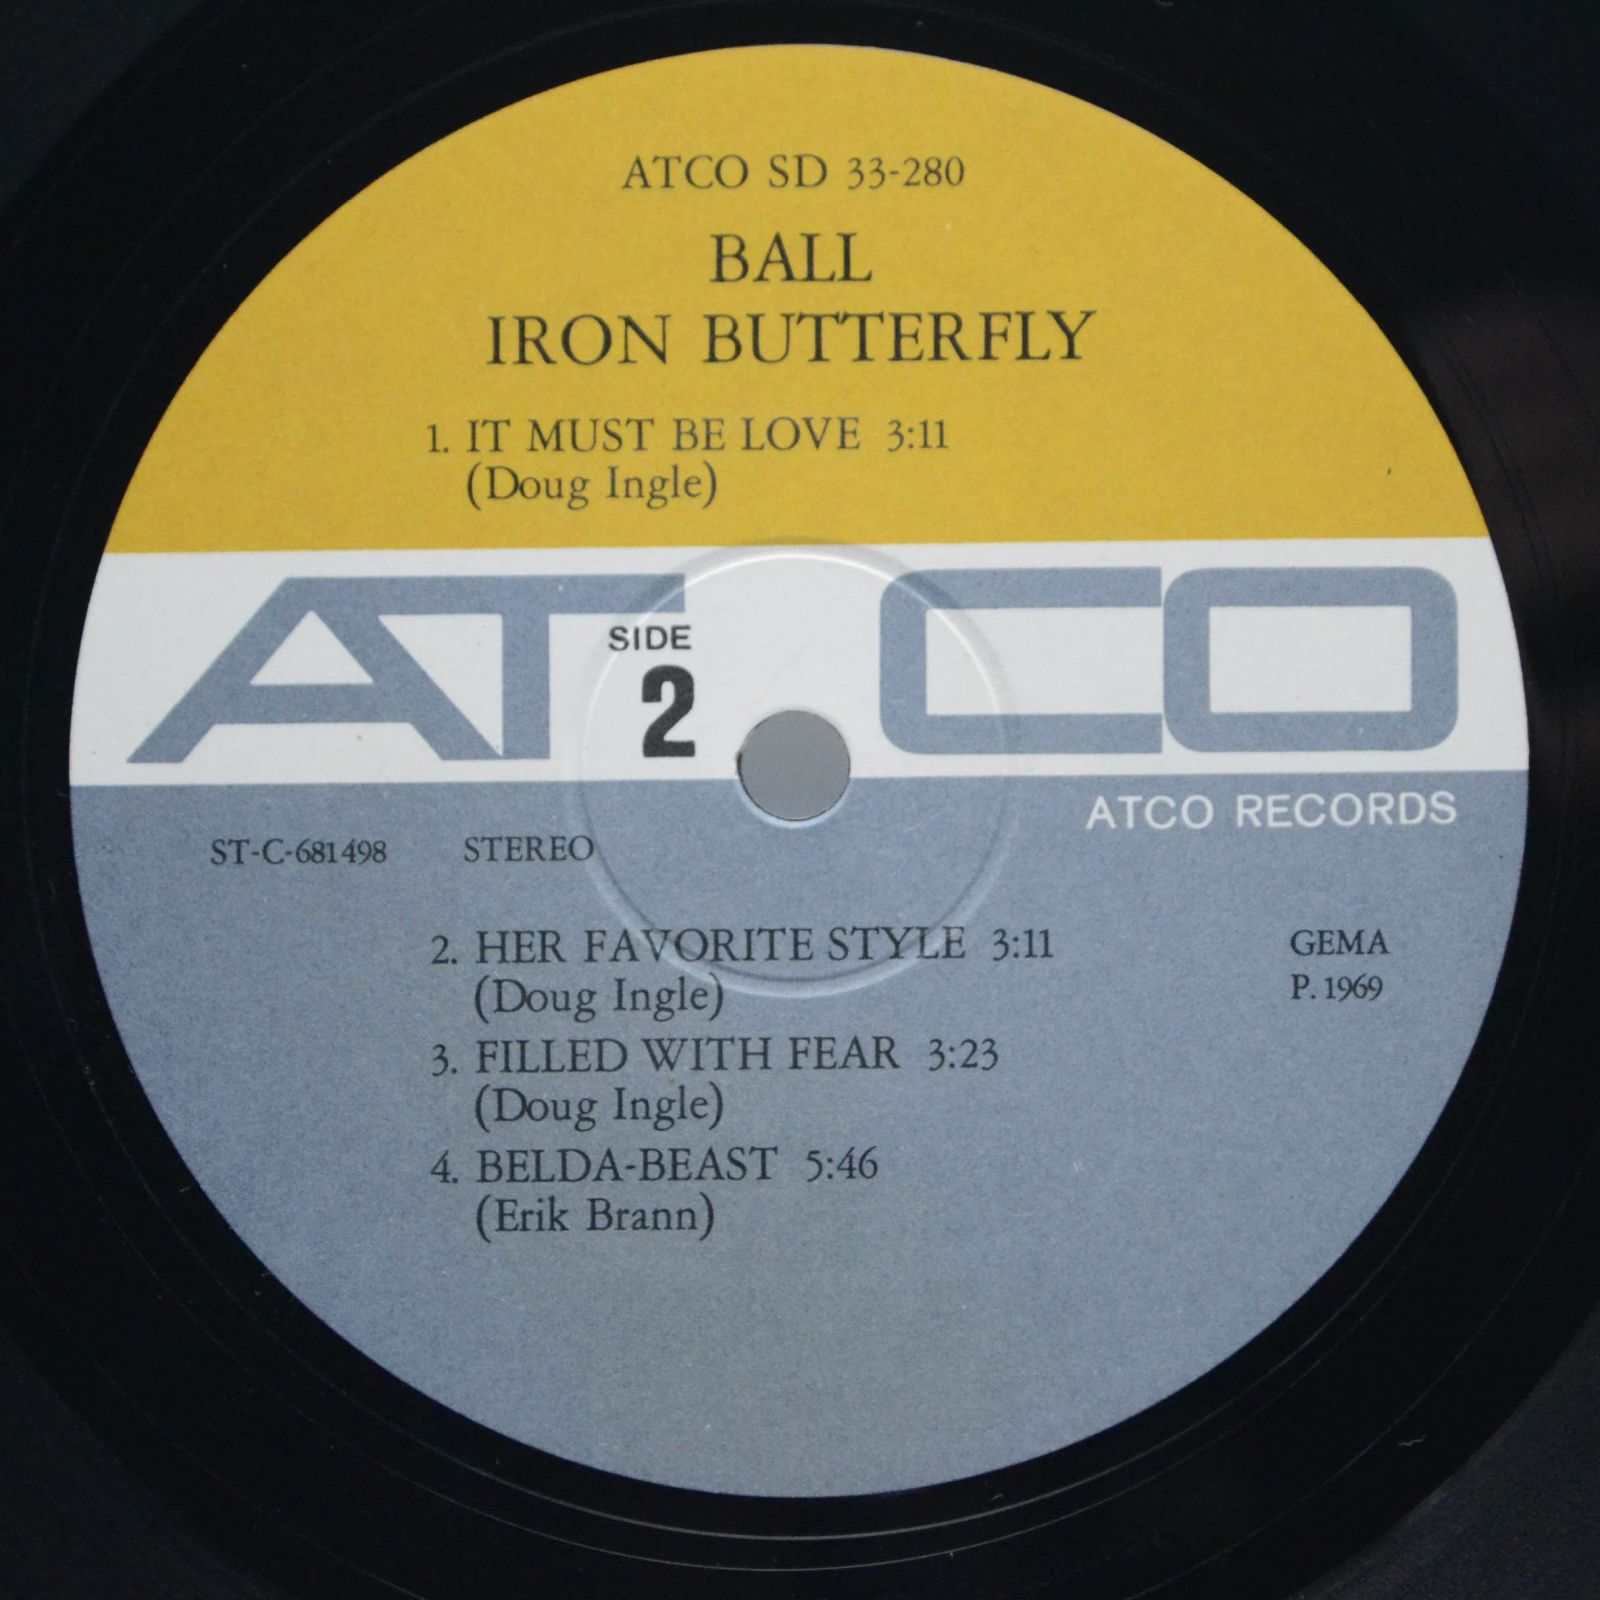 ATCO SD 33-280
BALL
IRON BUTTERFLY
1. IT MUST BE LOVE 3:11
(Doug Ingle)
ATCO
SIDE
2
ATCO RECORDS
ST-C-681498 STEREO
2. HER FAVORITE STYLE 3:11
(Doug Ingle)
GEMA
P. 1969
3. FILLED WITH FEAR 3:23
(Doug Ingle)
4. BELDA-BEAST 5:46
(Erik Brann)